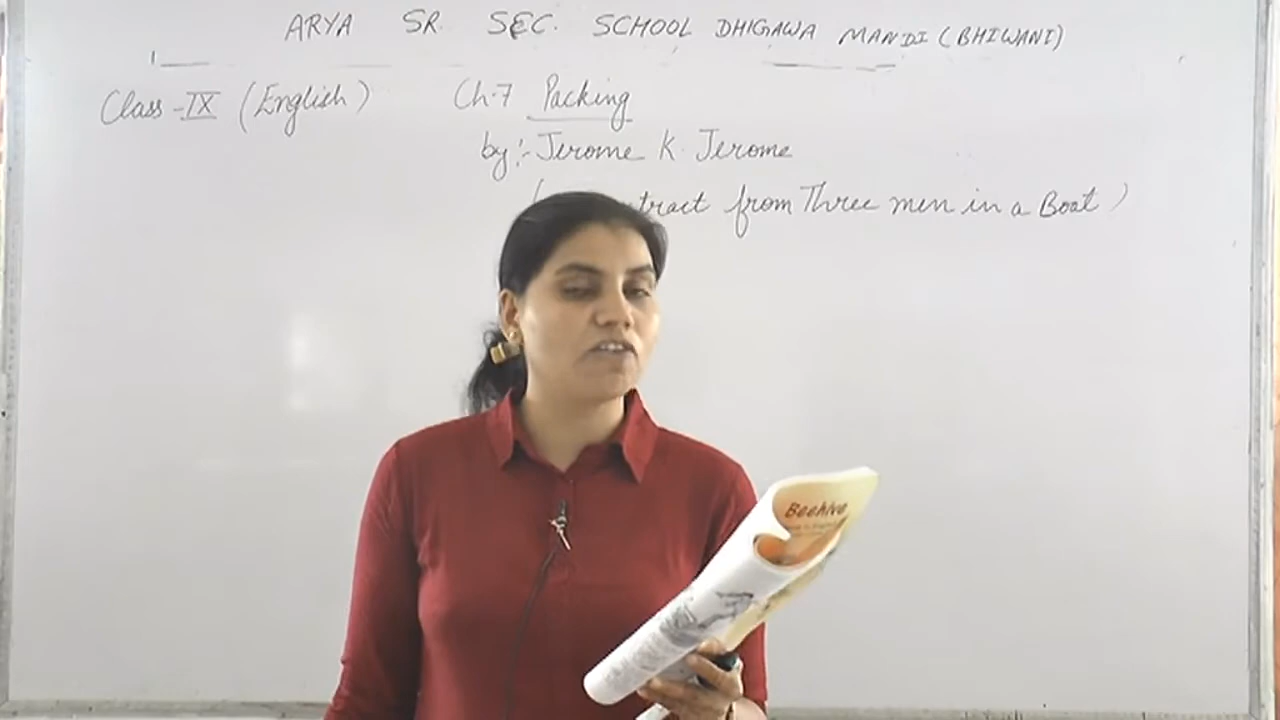 ARYA SR. SEC. SCHOOL DHIGAWA MANDI (BHIWANI)
Class - IX (English) Ch-7 Packing
by:- Jerome K. Jerome
( tract from Three men in a Boat )
Beehive